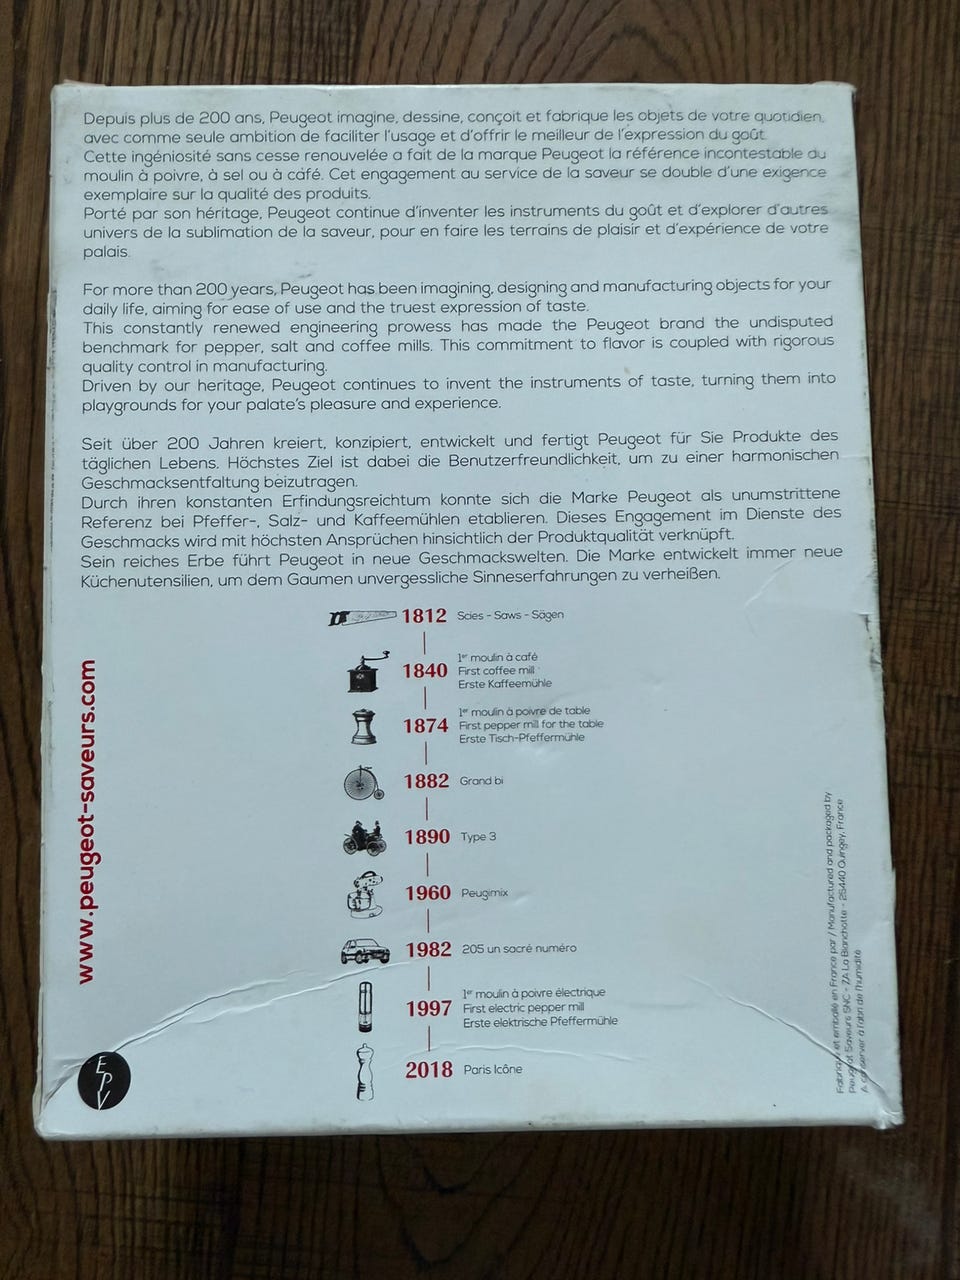 Depuis plus de 200 ans, Peugeot imagine, dessine, conçoit et fabrique les objets de votre quotidien,
avec comme seule ambition de faciliter l'usage et d'offrir le meilleur de l'expression du goût.
Cette ingéniosité sans cesse renouvelée a fait de la marque Peugeot la référence incontestable du
moulin à poivre, à sel ou à café. Cet engagement au service de la saveur se double d'une exigence
exemplaire sur la qualité des produits.
Porté par son héritage, Peugeot continue d'inventer les instruments du goût et d'explorer d'autres
univers de la sublimation de la saveur, pour en faire les terrains de plaisir et d'expérience de votre
palais.
For more than 200 years, Peugeot has been imagining, designing and manufacturing objects for your
daily life, aiming for ease of use and the truest expression of taste.
This constantly renewed engineering prowess has made the Peugeot brand the undisputed
benchmark for pepper, salt and coffee mills. This commitment to flavor is coupled with rigorous
quality control in manufacturing.
Driven by our heritage, Peugeot continues to invent the instruments of taste, turning them into
playgrounds for your palate's pleasure and experience.
Seit über 200 Jahren kreiert, konzipiert, entwickelt und fertigt Peugeot für Sie Produkte des
täglichen Lebens. Höchstes Ziel ist dabei die Benutzerfreundlichkeit, um zu einer harmonischen
Geschmacksentfaltung beizutragen.
Durch ihren konstanten Erfindungsreichtum konnte sich die Marke Peugeot als unumstrittene
Referenz bei Pfeffer-, Salz- und Kaffeemühlen etablieren. Dieses Engagement im Dienste des
Geschmacks wird mit höchsten Ansprüchen hinsichtlich der Produktqualität verknüpft.
Sein reiches Erbe führt Peugeot in neue Geschmackswelten. Die Marke entwickelt immer neue
Küchenutensilien, um dem Gaumen unvergessliche Sinneserfahrungen zu verheißen.
1812 Scies - Saws - Sägen
1840
1er moulin à café
First coffee mill
Erste Kaffeemühle
1874
1er moulin à poivre de table
First pepper mill for the table
Erste Tisch-Pfeffermühle
1882 Grand bi
1890 Type 3
1960 Peugimix
1982 205 un sacré numéro
1997
1er moulin à poivre électrique
First electric pepper mill
Erste elektrische Pfeffermühle
2018 Paris Icône
www.peugeot-saveurs.com
EPV
Fabriqué et emballé en France par / Manufactured and packaged by
Peugeot Saveurs SNC - ZA La Blanchotte - 25440 Quingey, France
A conserver à l'abri de l'humidité